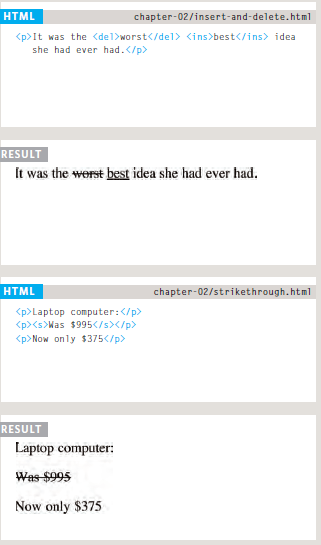 HTML chapter-02/insert-and-delete.html
<p>It was the <del>worst</del> <ins>best</ins> idea
she had ever had.</p>
RESULT
It was the worst best idea she had ever had.
HTML chapter-02/strikethrough.html
<p>Laptop computer:</p>
<p><s>Was $995</s></p>
<p>Now only $375</p>
RESULT
Laptop computer:
Was $995
Now only $375